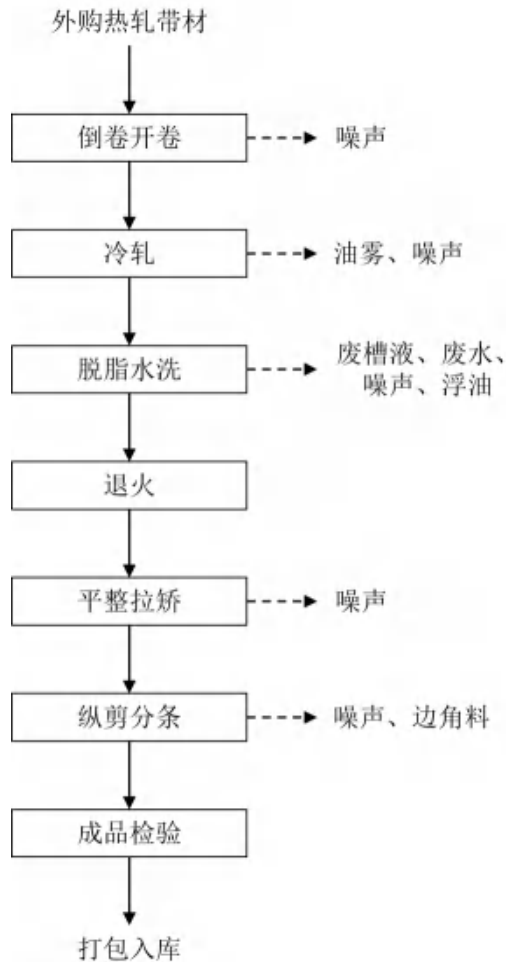 外购热轧带材
倒卷开卷
噪声
冷轧
油雾、噪声
脱脂水洗
废槽液、废水、
噪声、浮油
退火
平整拉矫
噪声
纵剪分条
噪声、边角料
成品检验
打包入库